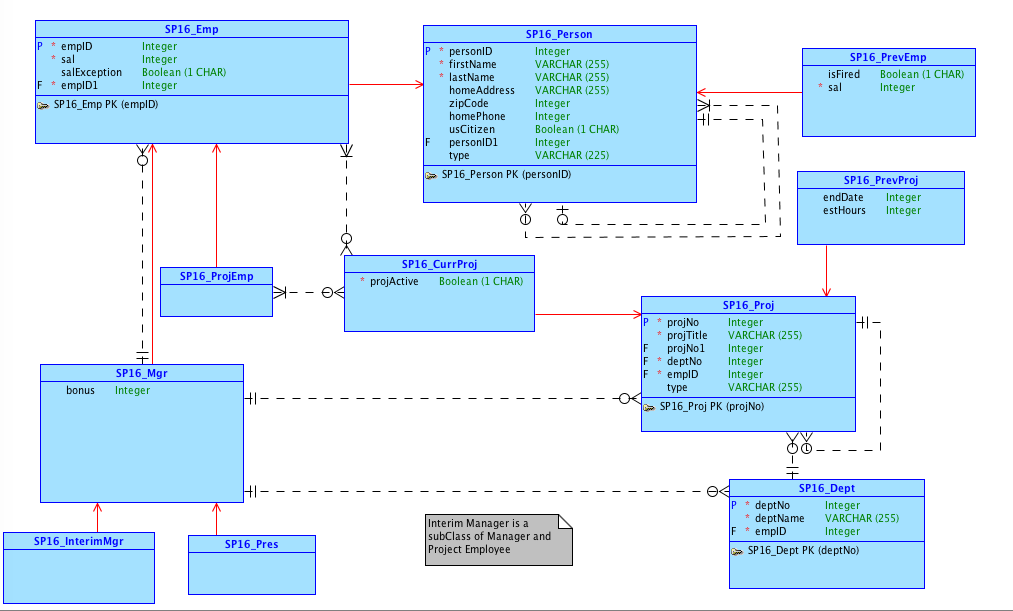 SP16_Emp
P * empID Integer
* sal Integer
salException Boolean (1 CHAR)
F * empID1 Integer
SP16_Emp PK (empID)
SP16_Person
P * personID Integer
* firstName VARCHAR (255)
* lastName VARCHAR (255)
homeAddress VARCHAR (255)
zipCode Integer
homePhone Integer
usCitizen Boolean (1 CHAR)
F personID1 Integer
type VARCHAR (225)
SP16_Person PK (personID)
SP16_PrevEmp
isFired Boolean (1 CHAR)
* sal Integer
SP16_PrevProj
endDate Integer
estHours Integer
SP16_ProjEmp
SP16_CurrProj
* projActive Boolean (1 CHAR)
SP16_Proj
P * projNo Integer
* projTitle VARCHAR (255)
F projNo1 Integer
F * deptNo Integer
F * empID Integer
type VARCHAR (255)
SP16_Proj PK (projNo)
SP16_Mgr
bonus Integer
SP16_Dept
P * deptNo Integer
* deptName VARCHAR (255)
F * empID Integer
SP16_Dept PK (deptNo)
SP16_InterimMgr
SP16_Pres
Interim Manager is a
subClass of Manager and
Project Employee